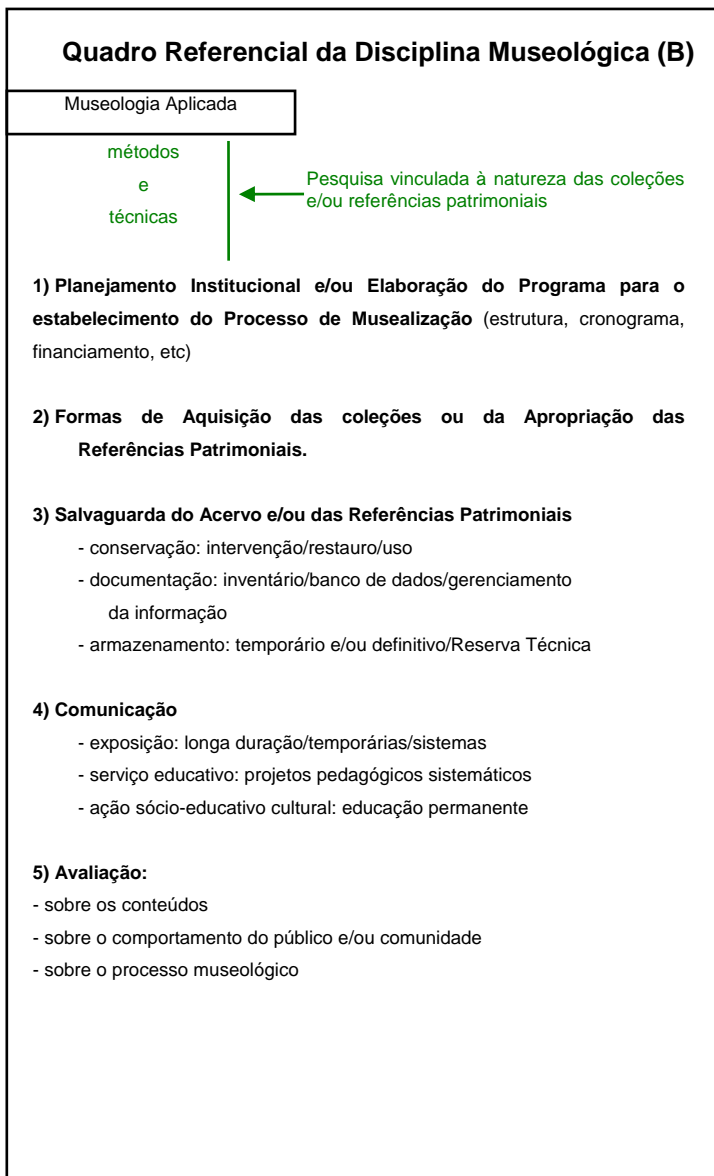 Quadro Referencial da Disciplina Museológica (B)
Museologia Aplicada
métodos
e
técnicas
Pesquisa vinculada à natureza das coleções
e/ou referências patrimoniais
1) Planejamento Institucional e/ou Elaboração do Programa para o
estabelecimento do Processo de Musealização (estrutura, cronograma,
financiamento, etc)
2) Formas de Aquisição das coleções ou da Apropriação das
Referências Patrimoniais.
3) Salvaguarda do Acervo e/ou das Referências Patrimoniais
- conservação: intervenção/restauro/uso
- documentação: inventário/banco de dados/gerenciamento
da informação
- armazenamento: temporário e/ou definitivo/Reserva Técnica
4) Comunicação
- exposição: longa duração/temporárias/sistemas
- serviço educativo: projetos pedagógicos sistemáticos
- ação sócio-educativo cultural: educação permanente
5) Avaliação:
- sobre os conteúdos
- sobre o comportamento do público e/ou comunidade
- sobre o processo museológico